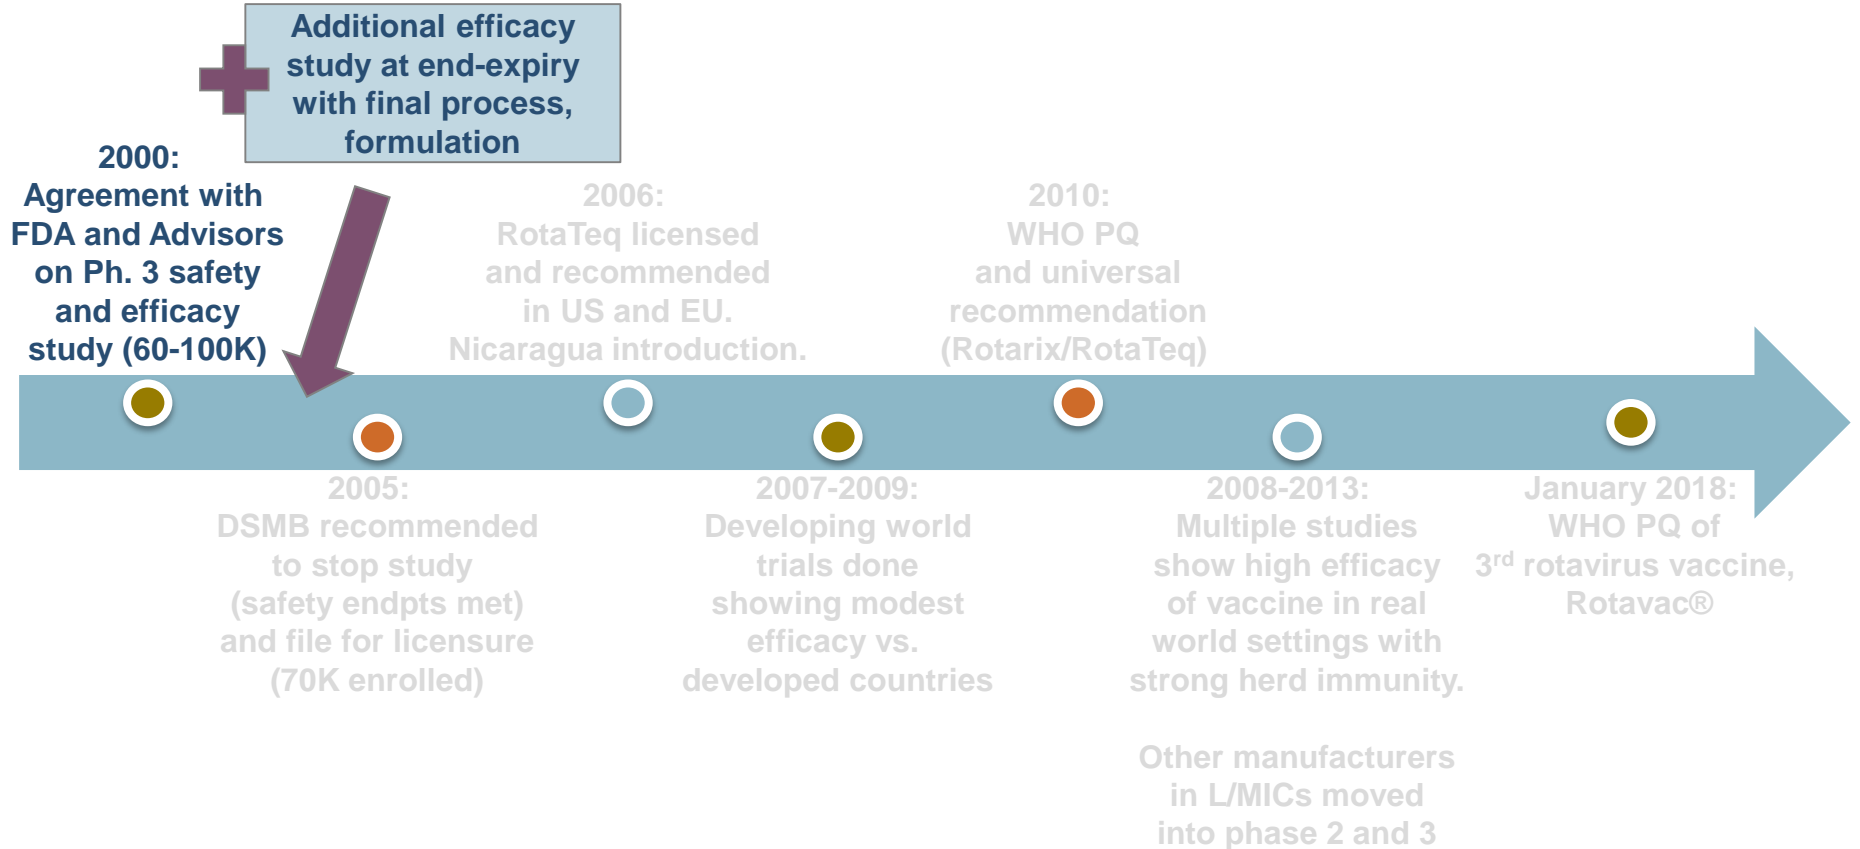 Additional efficacy
study at end-expiry
with final process,
formulation
2000:
Agreement with
FDA and Advisors
on Ph. 3 safety
and efficacy
study (60-100K)
2006:
RotaTeq licensed
and recommended
in US and EU.
Nicaragua introduction.
2010:
WHO PQ
and universal
recommendation
(Rotarix/RotaTeq)
2005:
DSMB recommended
to stop study
(safety endpts met)
and file for licensure
(70K enrolled)
2007-2009:
Developing world
trials done
showing modest
efficacy vs.
developed countries
2008-2013:
Multiple studies
show high efficacy
of vaccine in real
world settings with
strong herd immunity.
Other manufacturers
in L/MICs moved
into phase 2 and 3
January 2018:
WHO PQ of
3rd rotavirus vaccine,
Rotavac®